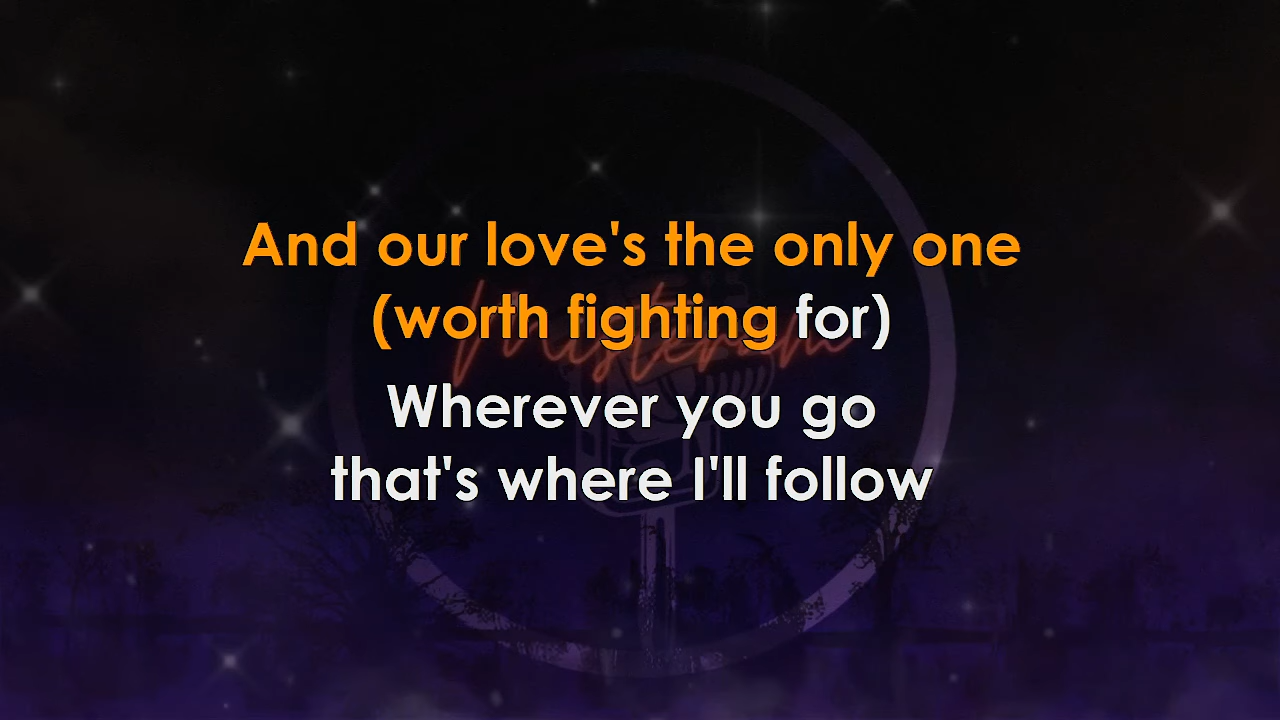 And our love's the only one
(worth fighting for)
Wherever you go
that's where I'll follow